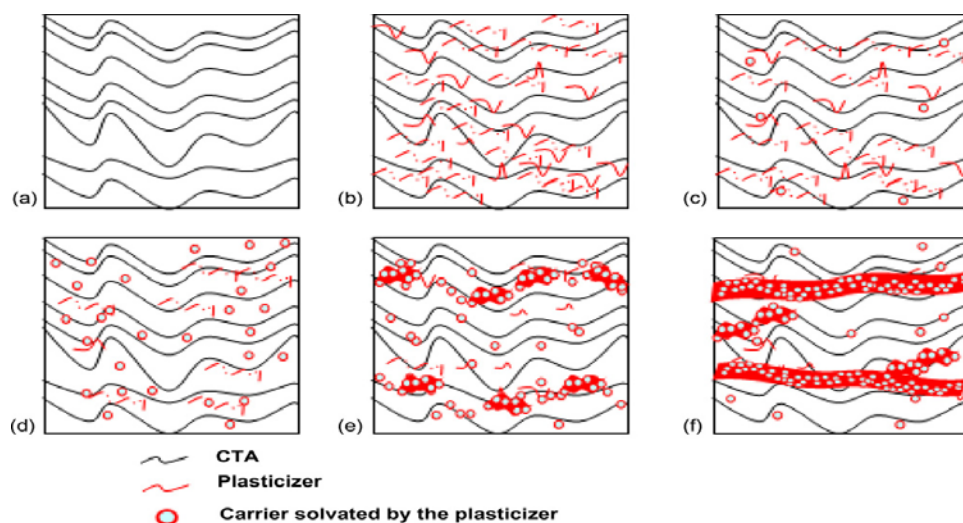 (a)
(b)
(c)
(d)
(e)
(f)
CTA
Plasticizer
Carrier solvated by the plasticizer